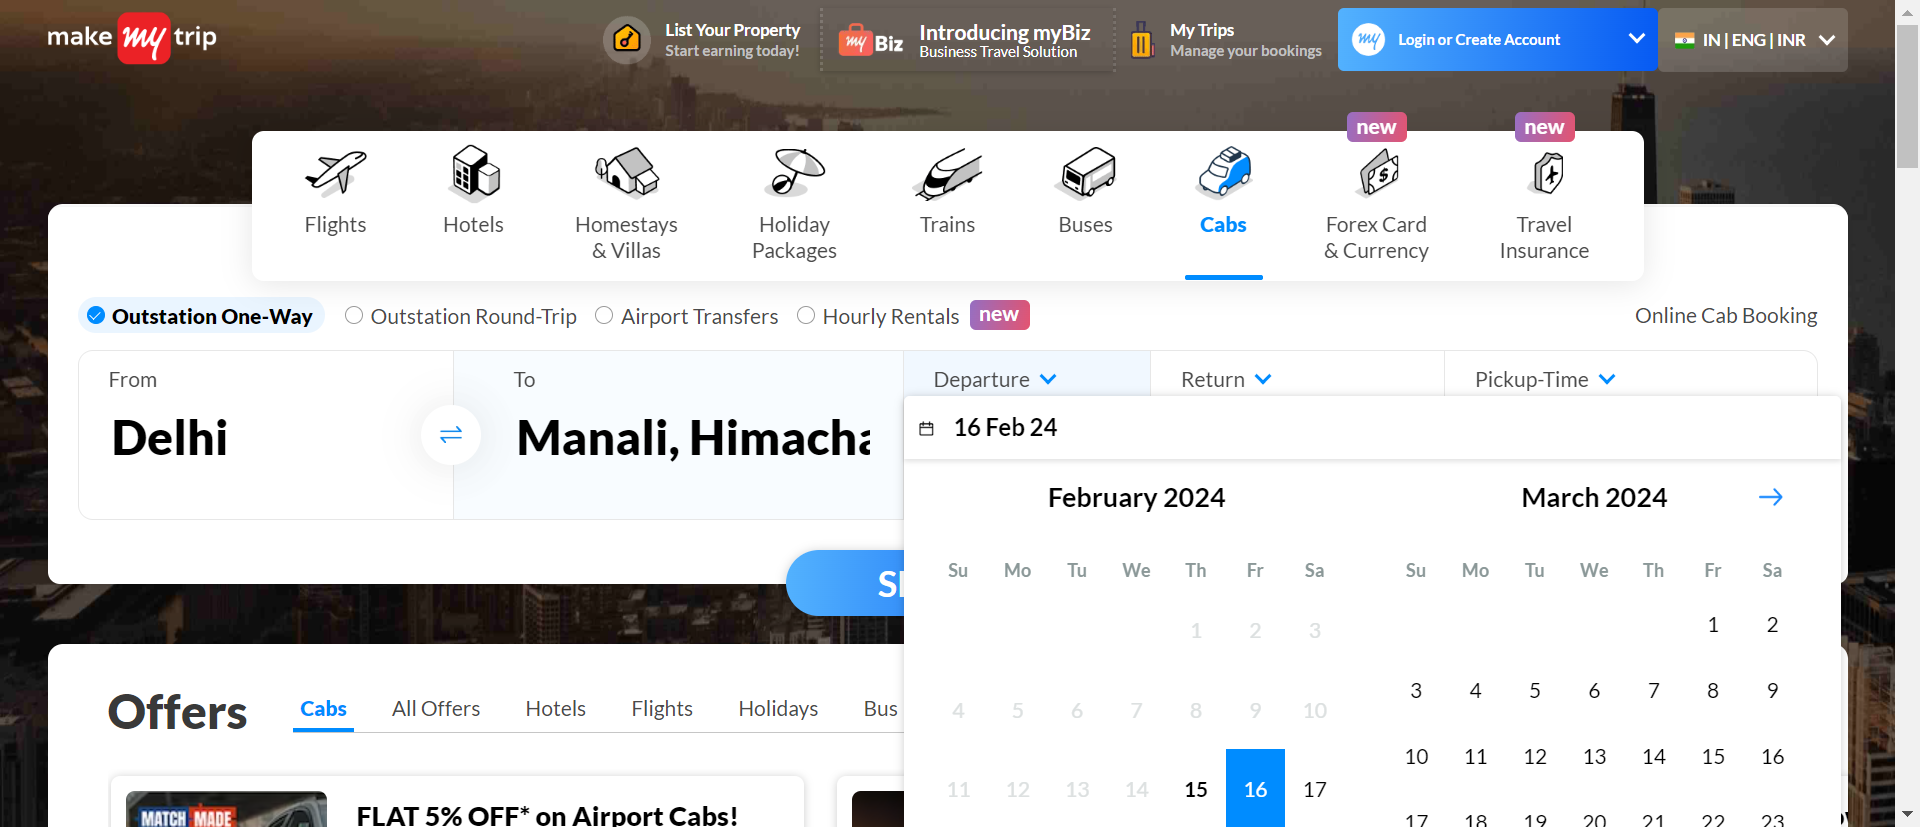 make my trip
List Your Property
Start earning today!
my Biz
Introducing myBiz
Business Travel Solution
My Trips
Manage your bookings
my Login or Create Account
IN | ENG | INR
new
new
Flights
Hotels
Homestays
& Villas
Holiday
Packages
Trains
Buses
Cabs
Forex Card
& Currency
Travel
Insurance
Outstation One-Way
Outstation Round-Trip
Airport Transfers
Hourly Rentals
new
Online Cab Booking
From
Delhi
To
Manali, Himacha
Departure
Return
Pickup-Time
16 Feb 24
February 2024
Su Mo Tu We Th Fr Sa
1 2 3
4 5 6 7 8 9 10
11 12 13 14 15 16 17
March 2024
Su Mo Tu We Th Fr Sa
1 2
3 4 5 6 7 8 9
10 11 12 13 14 15 16
17 18 19 20 21 22 23
Offers
Cabs
All Offers
Hotels
Flights
Holidays
Bus
MATCH MADE
FLAT 5% OFF* on Airport Cabs!